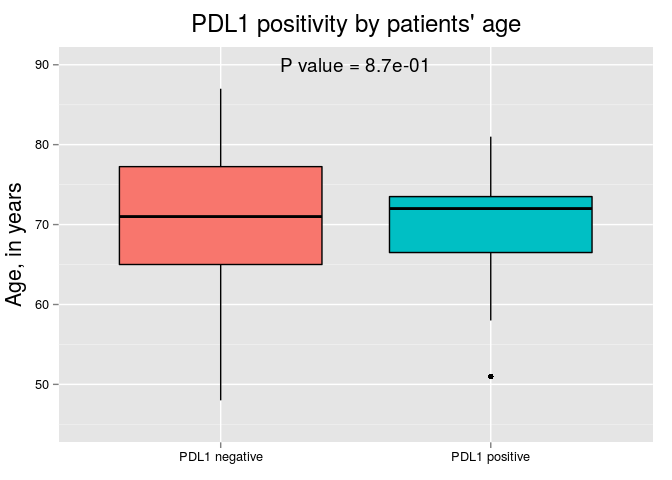 PDL1 positivity by patients' age
P value = 8.7e-01
Age, in years
90
80
70
60
50
PDL1 negative
PDL1 positive